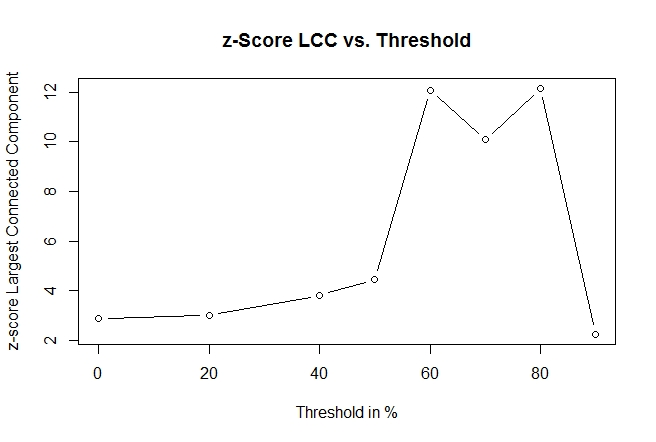 z-Score LCC vs. Threshold
z-score Largest Connected Component
12
10
8
6
4
2
0 20 40 60 80
Threshold in %